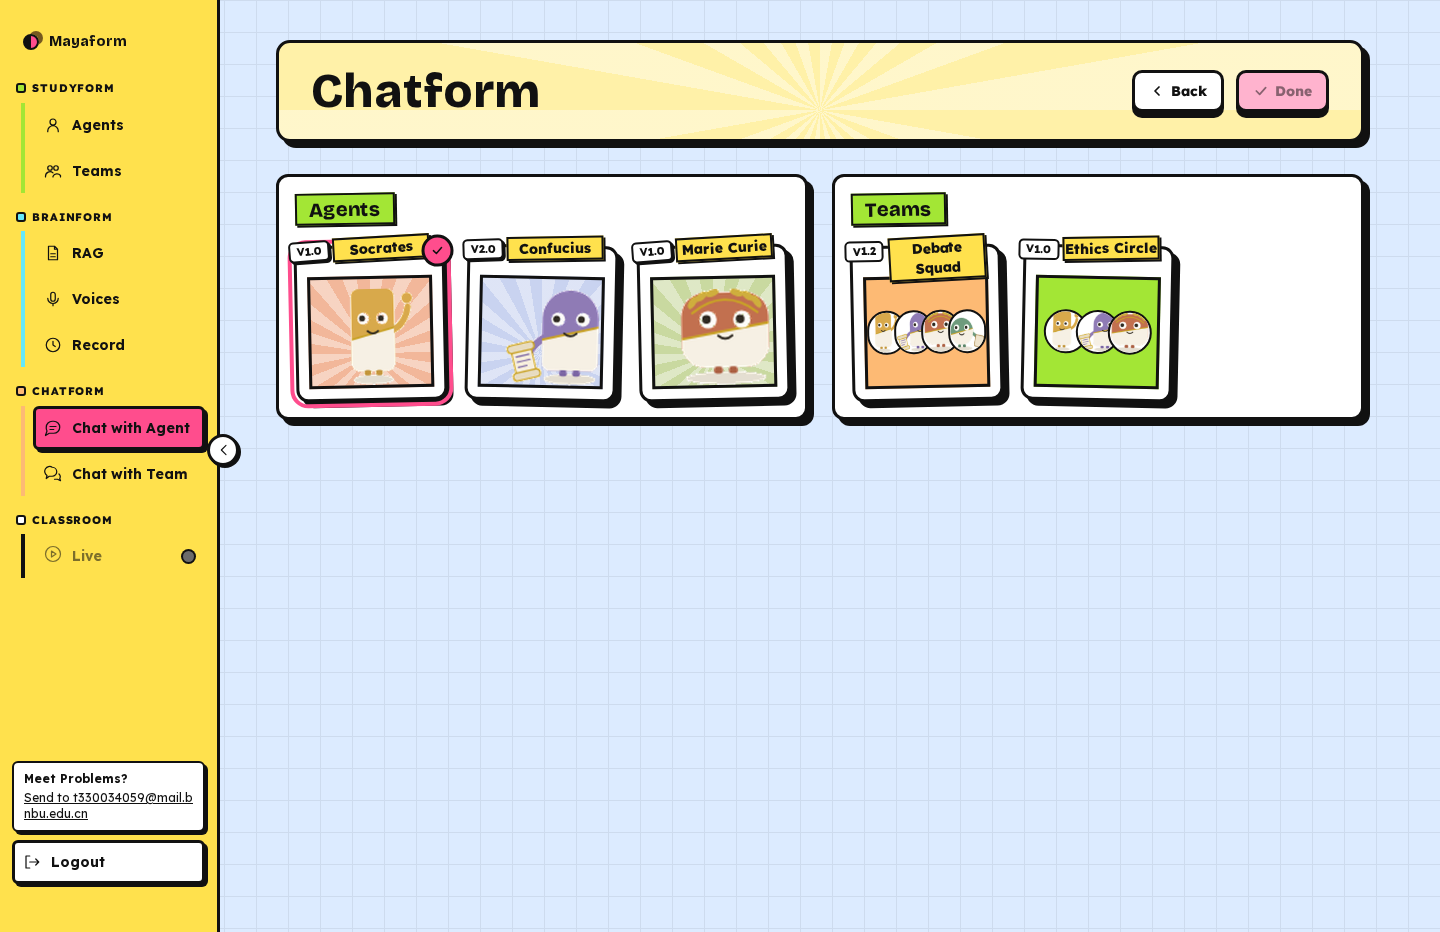 Mayaform
STUDYFORM
Agents
Teams
BRAINFORM
RAG
Voices
Record
CHATFORM
Chat with Agent
Chat with Team
CLASSROOM
Live
Meet Problems?
Send to t330034059@mail.b
nbu.edu.cn
Logout
Chatform
Back
Done
Agents
V1.0
Socrates
V2.0
Confucius
V1.0
Marie Curie
Teams
V1.2
Debate
Squad
V1.0
Ethics Circle